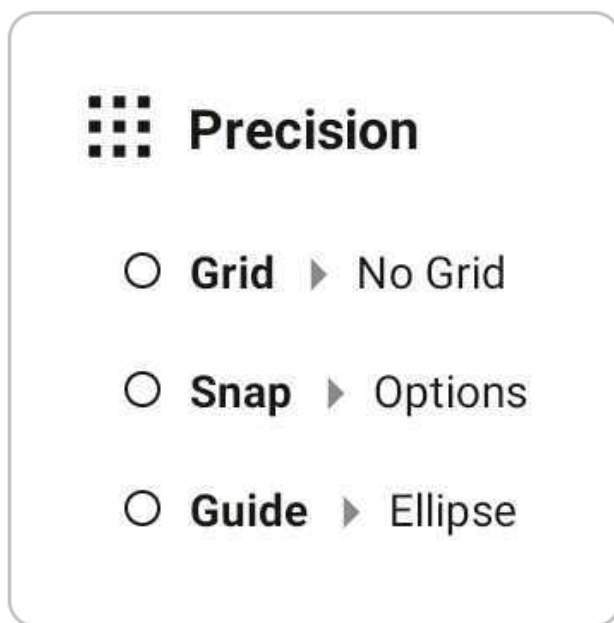 Precision
Grid ▶ No Grid
Snap ▶ Options
Guide ▶ Ellipse